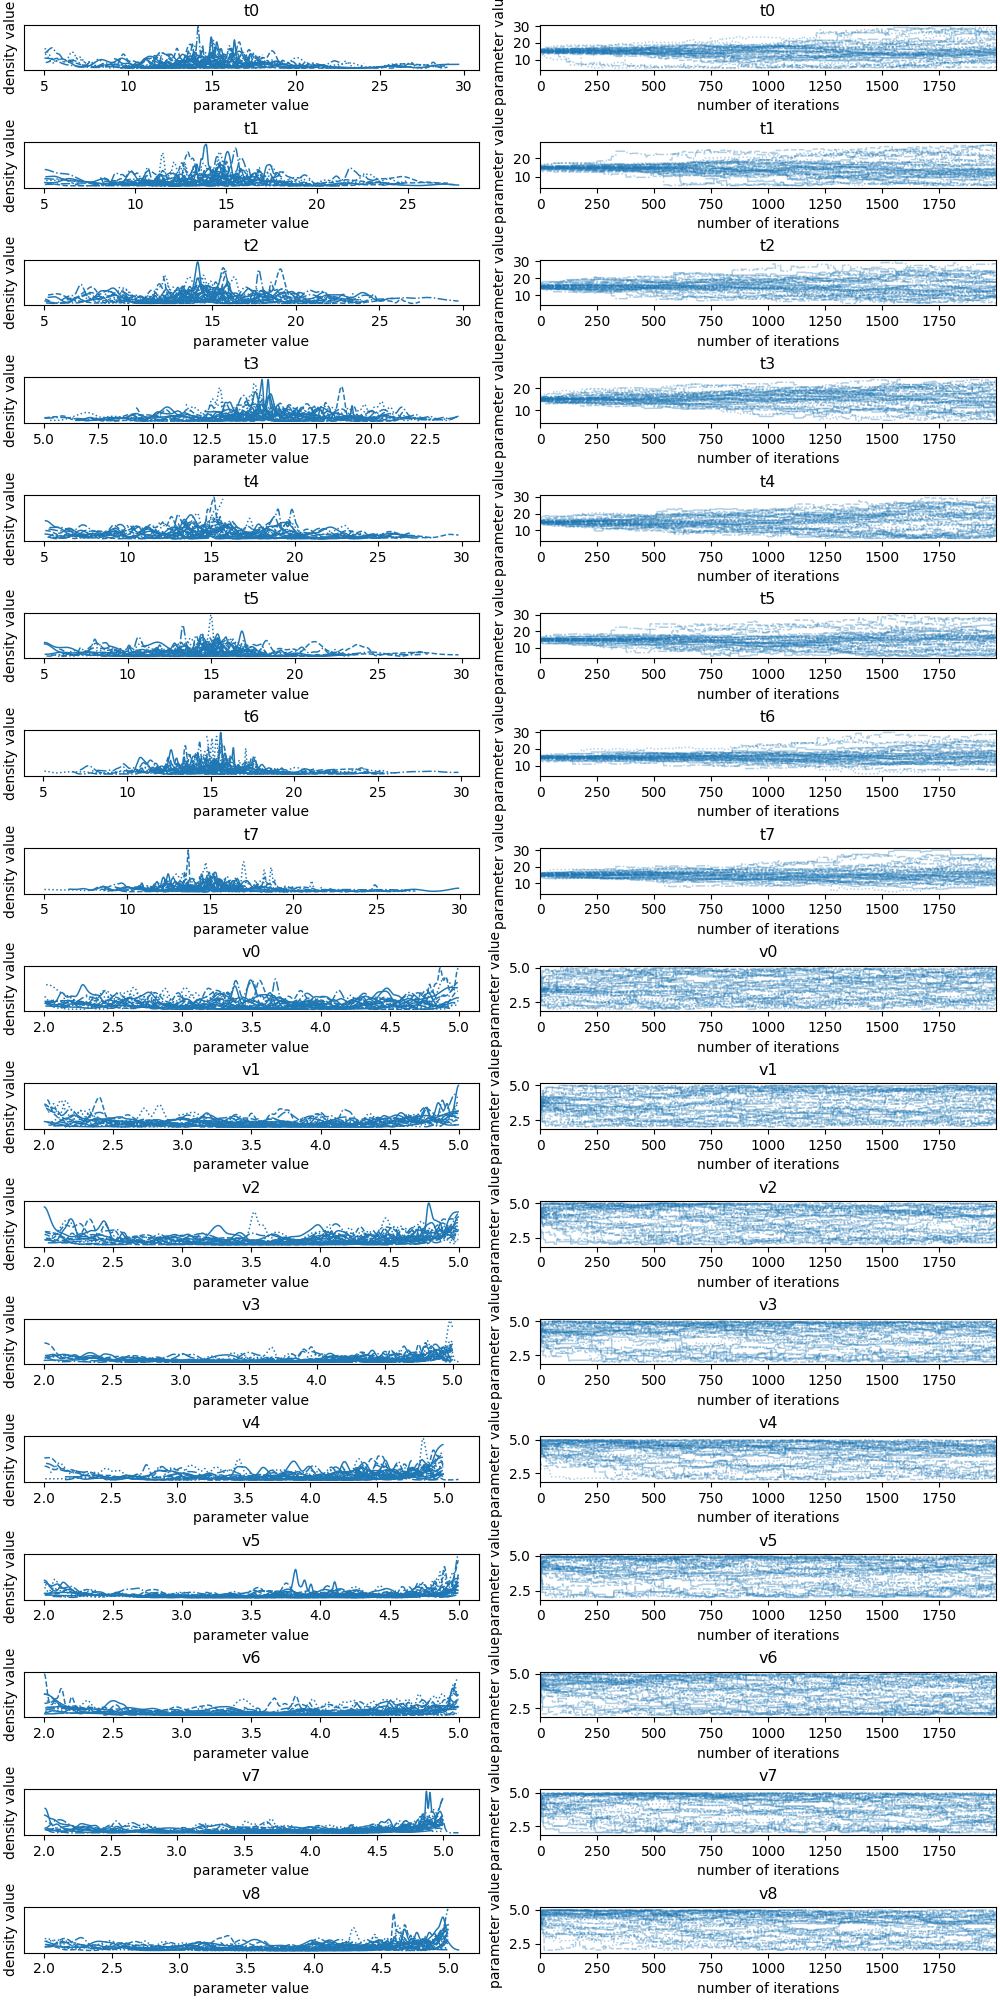 t0 t0
density value parameter value
30
20
10
5 10 15 20 25 30 0 250 500 750 1000 1250 1500 1750
parameter value number of iterations
t1 t1
density value parameter value
20
10
5 10 15 20 25 0 250 500 750 1000 1250 1500 1750
parameter value number of iterations
t2 t2
density value parameter value
30
20
10
5 10 15 20 25 30 0 250 500 750 1000 1250 1500 1750
parameter value number of iterations
t3 t3
density value parameter value
20
10
5.0 7.5 10.0 12.5 15.0 17.5 20.0 22.5 0 250 500 750 1000 1250 1500 1750
parameter value number of iterations
t4 t4
density value parameter value
30
20
10
5 10 15 20 25 30 0 250 500 750 1000 1250 1500 1750
parameter value number of iterations
t5 t5
density value parameter value
30
20
10
5 10 15 20 25 30 0 250 500 750 1000 1250 1500 1750
parameter value number of iterations
t6 t6
density value parameter value
30
20
10
5 10 15 20 25 30 0 250 500 750 1000 1250 1500 1750
parameter value number of iterations
t7 t7
density value parameter value
30
20
10
5 10 15 20 25 30 0 250 500 750 1000 1250 1500 1750
parameter value number of iterations
v0 v0
density value parameter value
5.0
2.5
2.0 2.5 3.0 3.5 4.0 4.5 5.0 0 250 500 750 1000 1250 1500 1750
parameter value number of iterations
v1 v1
density value parameter value
5.0
2.5
2.0 2.5 3.0 3.5 4.0 4.5 5.0 0 250 500 750 1000 1250 1500 1750
parameter value number of iterations
v2 v2
density value parameter value
5.0
2.5
2.0 2.5 3.0 3.5 4.0 4.5 5.0 0 250 500 750 1000 1250 1500 1750
parameter value number of iterations
v3 v3
density value parameter value
5.0
2.5
2.0 2.5 3.0 3.5 4.0 4.5 5.0 0 250 500 750 1000 1250 1500 1750
parameter value number of iterations
v4 v4
density value parameter value
5.0
2.5
2.0 2.5 3.0 3.5 4.0 4.5 5.0 0 250 500 750 1000 1250 1500 1750
parameter value number of iterations
v5 v5
density value parameter value
5.0
2.5
2.0 2.5 3.0 3.5 4.0 4.5 5.0 0 250 500 750 1000 1250 1500 1750
parameter value number of iterations
v6 v6
density value parameter value
5.0
2.5
2.0 2.5 3.0 3.5 4.0 4.5 5.0 0 250 500 750 1000 1250 1500 1750
parameter value number of iterations
v7 v7
density value parameter value
5.0
2.5
2.0 2.5 3.0 3.5 4.0 4.5 5.0 0 250 500 750 1000 1250 1500 1750
parameter value number of iterations
v8 v8
density value parameter value
5.0
2.5
2.0 2.5 3.0 3.5 4.0 4.5 5.0 0 250 500 750 1000 1250 1500 1750
parameter value number of iterations